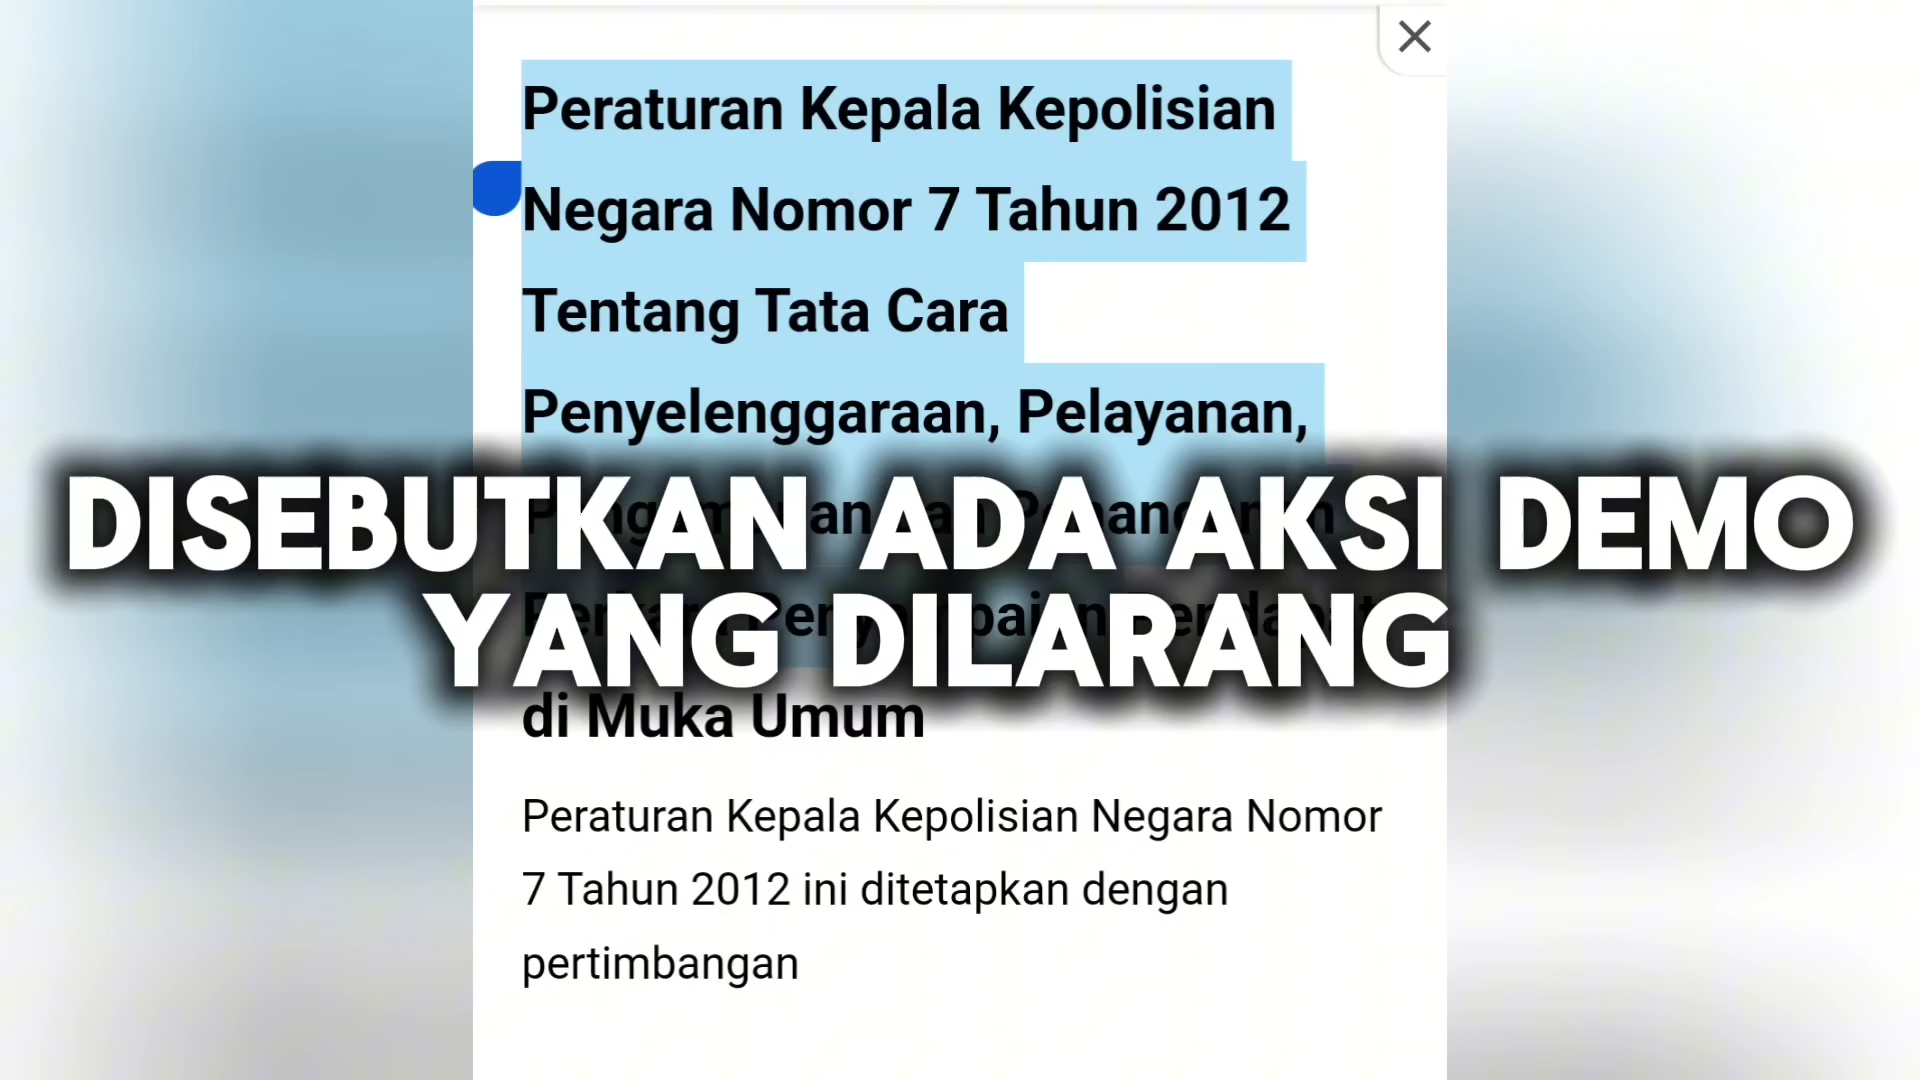 Peraturan Kepala Kepolisian
Negara Nomor 7 Tahun 2012
Tentang Tata Cara
Penyelenggaraan, Pelayanan,
DISEBUTKAN ADA AKSI DEMO
YANG DILARANG
di Muka Umum
Peraturan Kepala Kepolisian Negara Nomor
7 Tahun 2012 ini ditetapkan dengan
pertimbangan